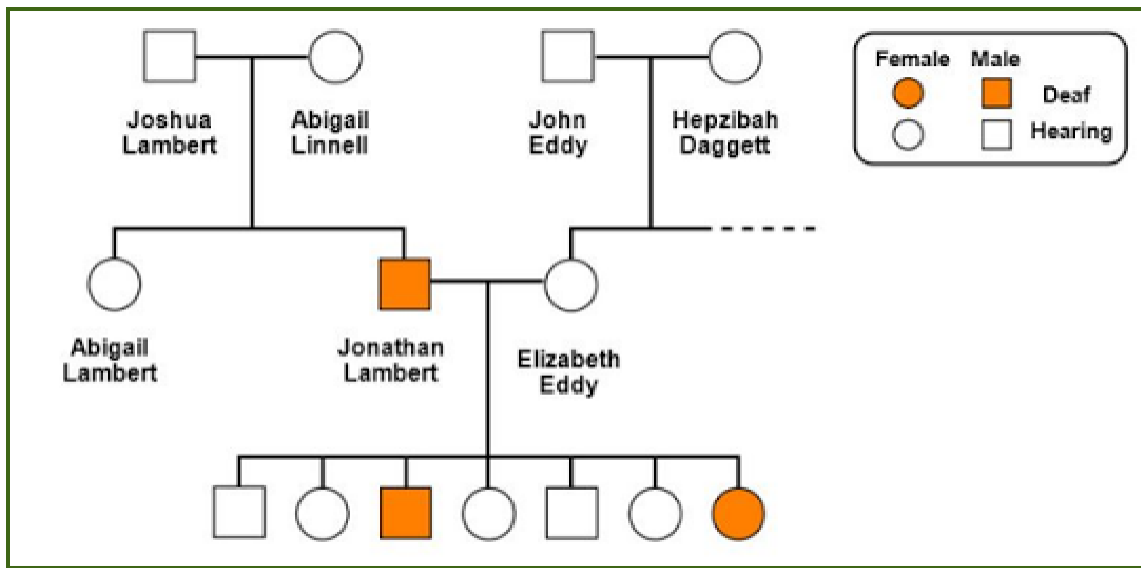 Joshua
Lambert
Abigail
Linnell
John
Eddy
Hepzibah
Daggett
Female Male
Deaf
Hearing
Abigail
Lambert
Jonathan
Lambert
Elizabeth
Eddy